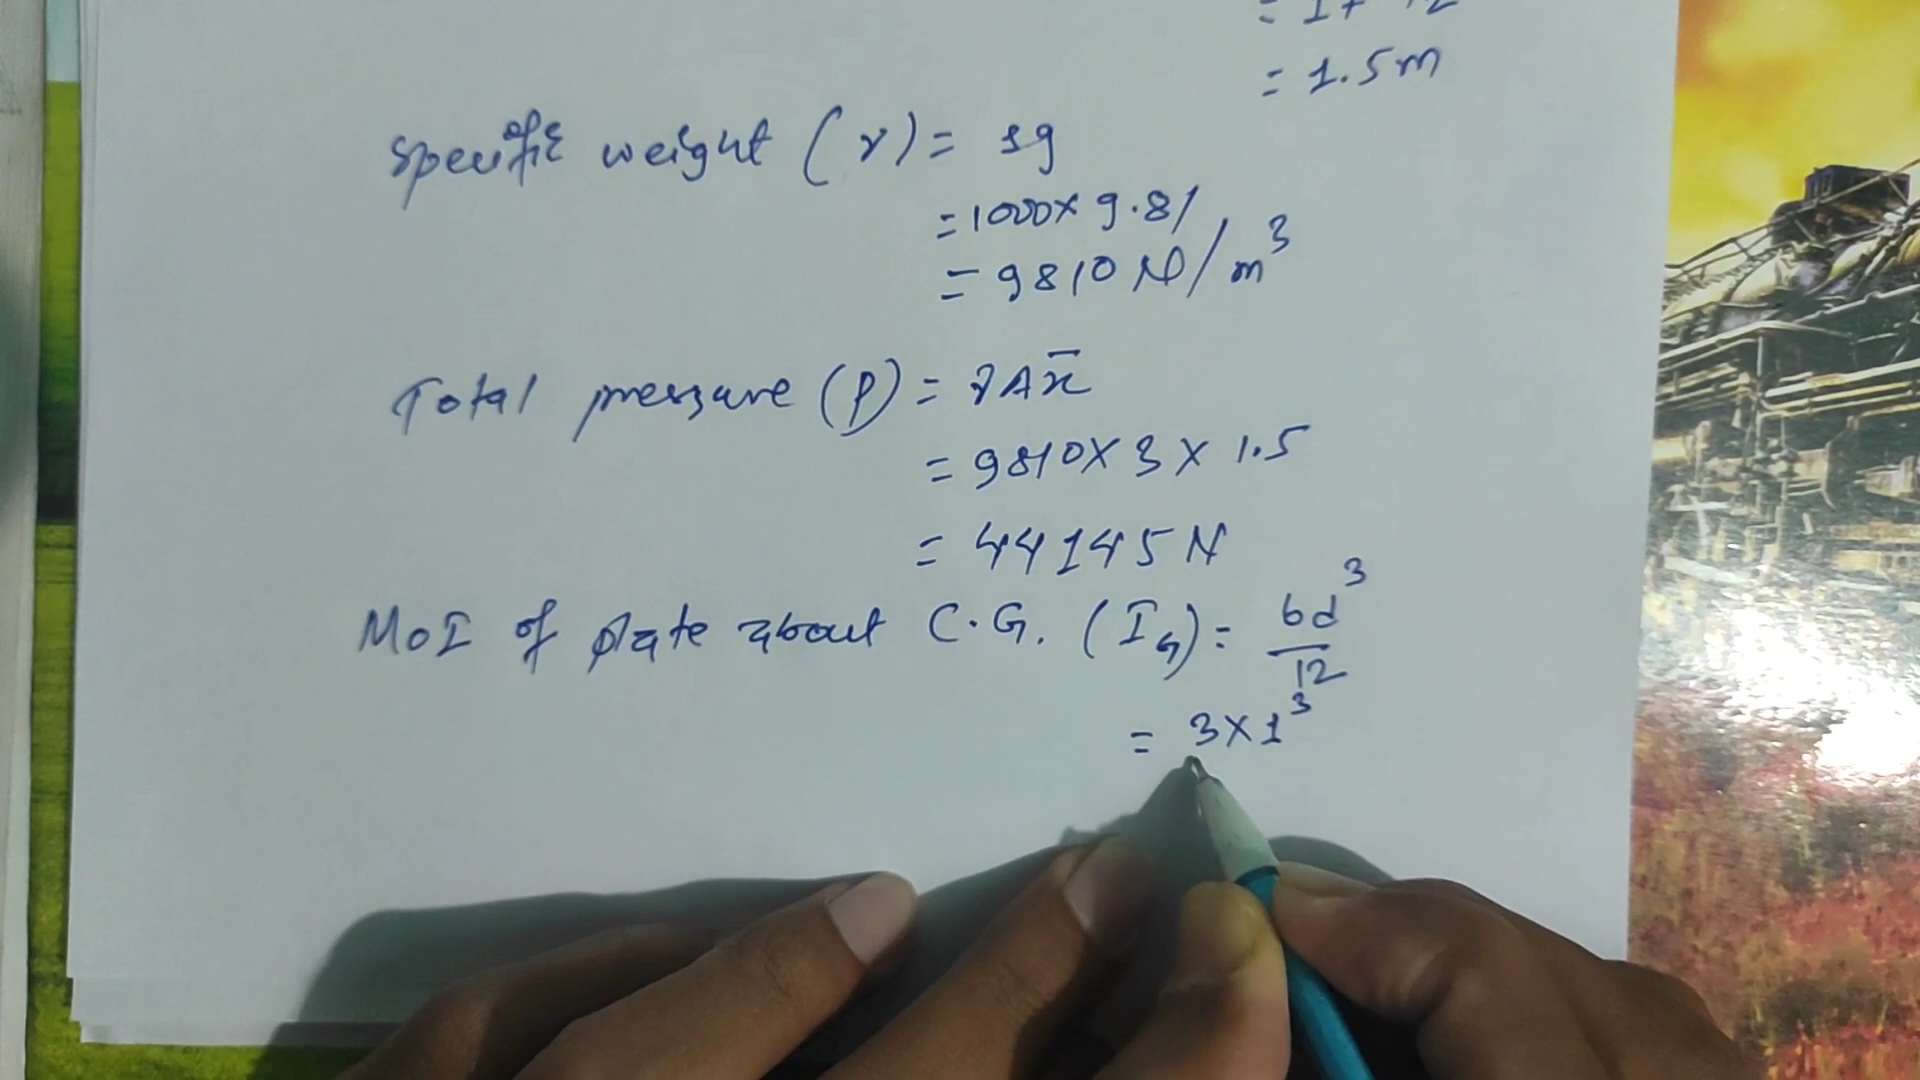 = 1.5m
Specific weight (γ) = ρg
= 1000 × 9.81
= 9810 N/m³
Total pressure (P) = γAx̄
= 9810 × 3 × 1.5
= 44145 N
MoI of plate about C.G. (I_G) = bd³/12
= 3 × 1³